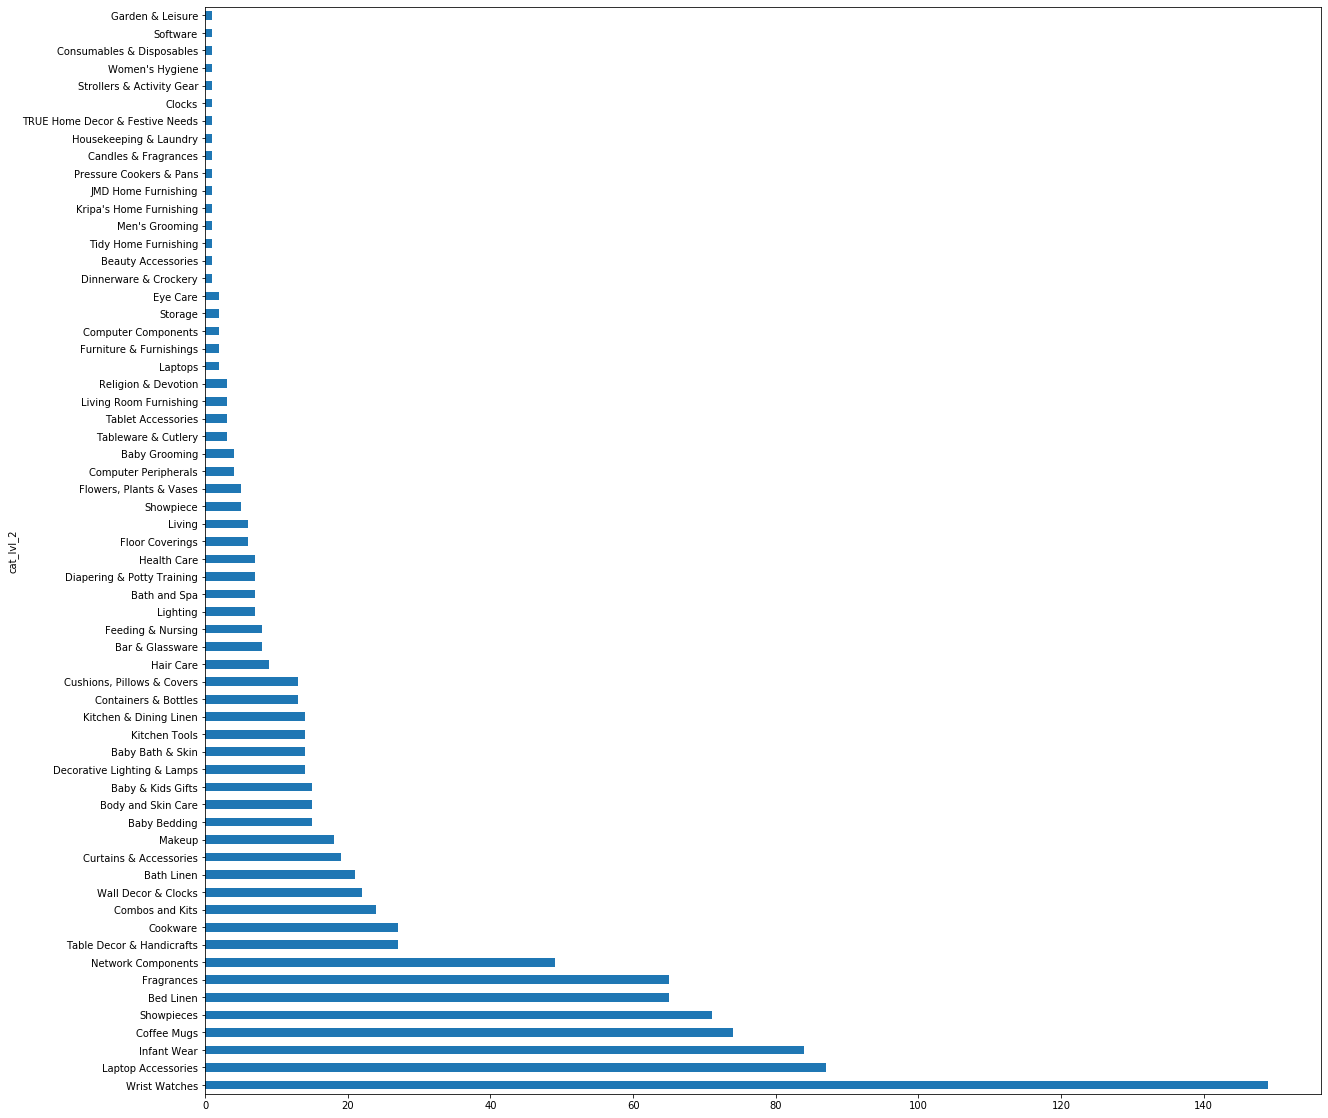 Garden & Leisure
Software
Consumables & Disposables
Women's Hygiene
Strollers & Activity Gear
Clocks
TRUE Home Decor & Festive Needs
Housekeeping & Laundry
Candles & Fragrances
Pressure Cookers & Pans
JMD Home Furnishing
Kripa's Home Furnishing
Men's Grooming
Tidy Home Furnishing
Beauty Accessories
Dinnerware & Crockery
Eye Care
Storage
Computer Components
Furniture & Furnishings
Laptops
Religion & Devotion
Living Room Furnishing
Tablet Accessories
Tableware & Cutlery
Baby Grooming
Computer Peripherals
Flowers, Plants & Vases
Showpiece
Living
Floor Coverings
Health Care
Diapering & Potty Training
Bath and Spa
Lighting
Feeding & Nursing
Bar & Glassware
Hair Care
Cushions, Pillows & Covers
Containers & Bottles
Kitchen & Dining Linen
Kitchen Tools
Baby Bath & Skin
Decorative Lighting & Lamps
Baby & Kids Gifts
Body and Skin Care
Baby Bedding
Makeup
Curtains & Accessories
Bath Linen
Wall Decor & Clocks
Combos and Kits
Cookware
Table Decor & Handicrafts
Network Components
Fragrances
Bed Linen
Showpieces
Coffee Mugs
Infant Wear
Laptop Accessories
Wrist Watches
cat_lvl_2
0 20 40 60 80 100 120 140